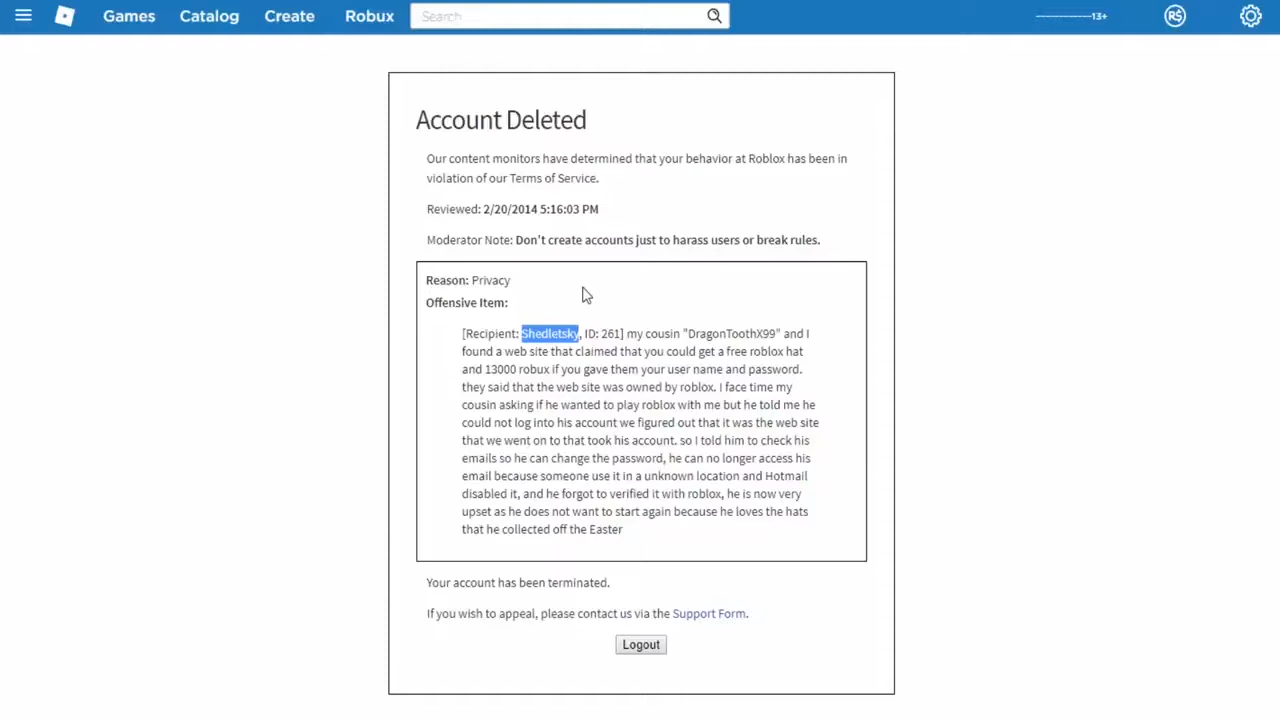 Games Catalog Create Robux Search... 13+ R$
Account Deleted
Our content monitors have determined that your behavior at Roblox has been in
violation of our Terms of Service.
Reviewed: 2/20/2014 5:16:03 PM
Moderator Note: Don't create accounts just to harass users or break rules.
Reason: Privacy
Offensive Item:
[Recipient: Shedletsky, ID: 261] my cousin "DragonToothX99" and I
found a web site that claimed that you could get a free roblox hat
and 13000 robux if you gave them your user name and password.
they said that the web site was owned by roblox. I face time my
cousin asking if he wanted to play roblox with me but he told me he
could not log into his account we figured out that it was the web site
that we went on to that took his account. so I told him to check his
emails so he can change the password, he can no longer access his
email because someone use it in a unknown location and Hotmail
disabled it, and he forgot to verified it with roblox, he is now very
upset as he does not want to start again because he loves the hats
that he collected off the Easter
Your account has been terminated.
If you wish to appeal, please contact us via the Support Form.
Logout